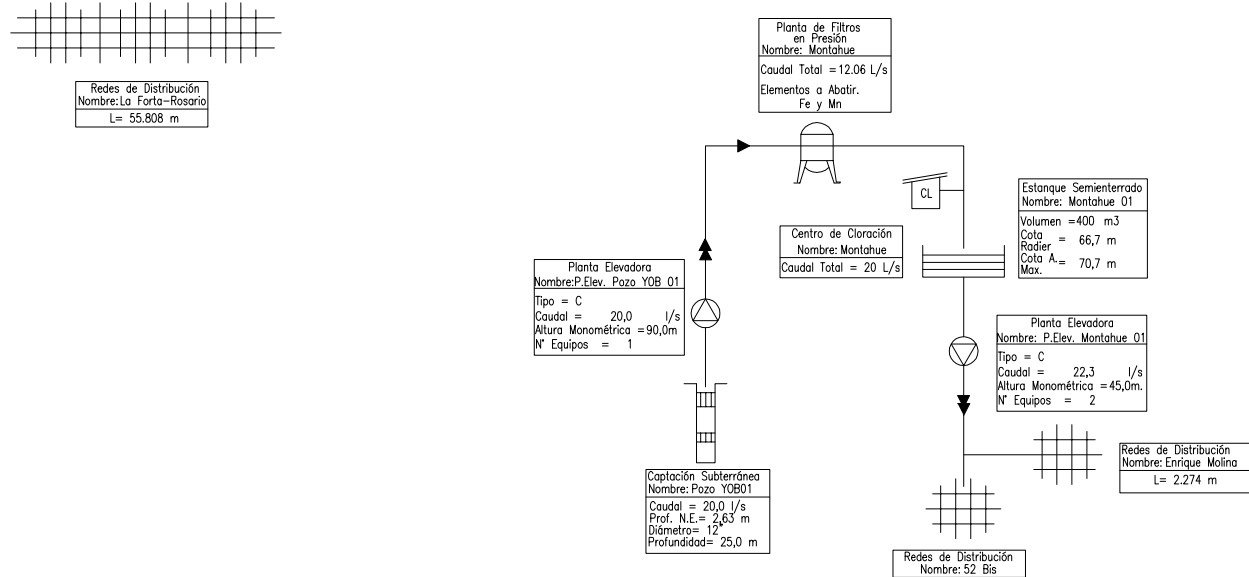 Redes de Distribución
Nombre: La Forta-Rosario
L= 55.808 m
Planta de Filtros
en Presión
Nombre: Montahue
Caudal Total =12.06 L/s
Elementos a Abatir.
Fe y Mn
CL
Estanque Semienterrado
Nombre: Montahue 01
Volumen =400 m3
Cota Radier = 66,7 m
Cota A. Max. = 70,7 m
Centro de Cloración
Nombre: Montahue
Caudal Total = 20 L/s
Planta Elevadora
Nombre:P.Elev. Pozo YOB 01
Tipo = C
Caudal = 20,0 l/s
Altura Monométrica =90,0m
N° Equipos = 1
Planta Elevadora
Nombre: P.Elev. Montahue 01
Tipo = C
Caudal = 22,3 l/s
Altura Monométrica =45,0m.
N° Equipos = 2
Captación Subterránea
Nombre: Pozo YOB01
Caudal = 20,0 l/s
Prof. N.E.= 2,63 m
Diámetro= 12"
Profundidad= 25,0 m
Redes de Distribución
Nombre: Enrique Molina
L= 2.274 m
Redes de Distribución
Nombre: 52 Bis